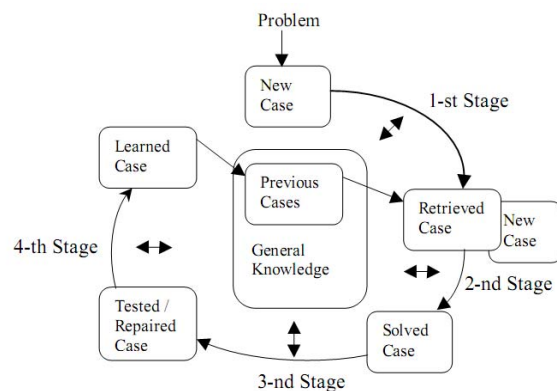 Problem
New
Case
1-st Stage
Learned
Case
Previous
Cases
Retrieved
Case
New
Case
General
Knowledge
4-th Stage
2-nd Stage
Tested /
Repaired
Case
Solved
Case
3-nd Stage